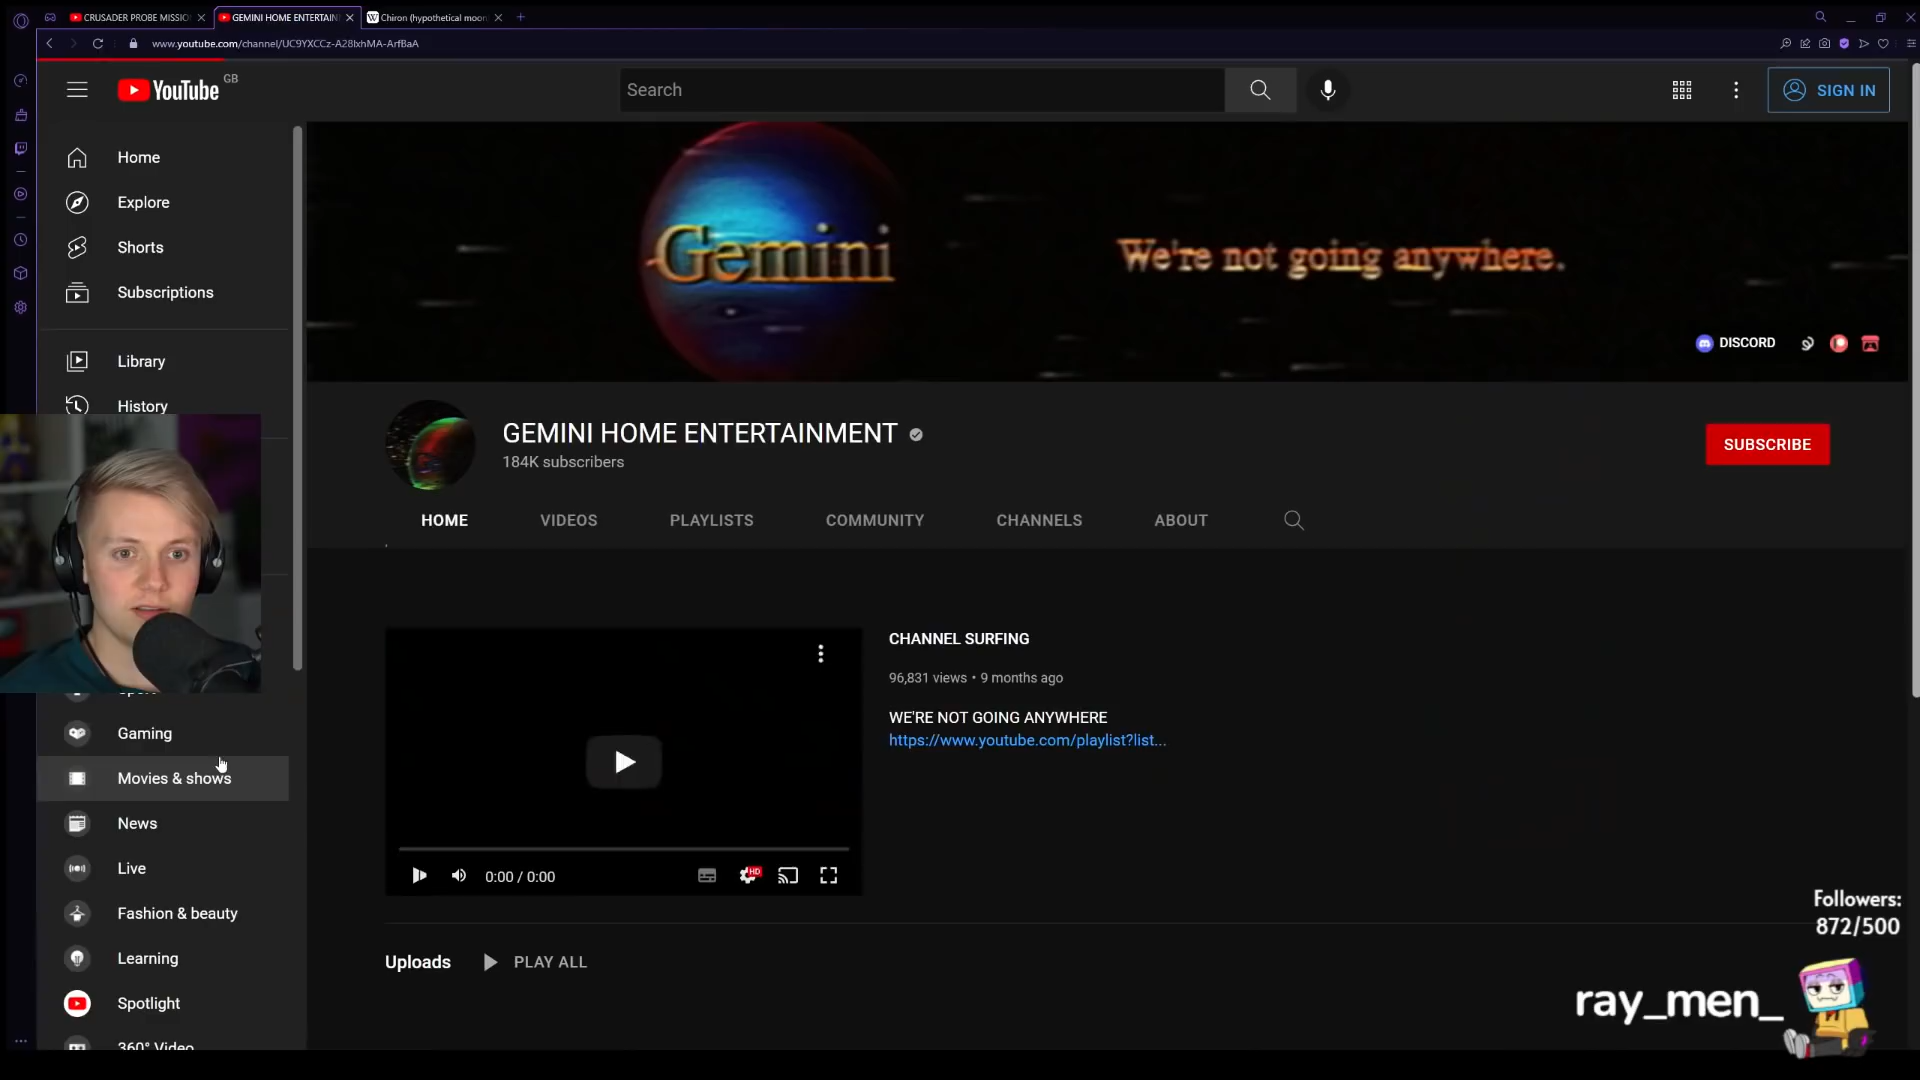 CRUSADER PROBE MISSIO
GEMINI HOME ENTERTAIN
Chiron (hypothetical moon
www.youtube.com/channel/UC9YXCCz-A28lxhMA-ArfBaA
YouTube GB
Search
SIGN IN
Home
Explore
Shorts
Subscriptions
Library
History
Gemini
We're not going anywhere.
DISCORD
GEMINI HOME ENTERTAINMENT
184K subscribers
SUBSCRIBE
HOME VIDEOS PLAYLISTS COMMUNITY CHANNELS ABOUT
CHANNEL SURFING
96,831 views • 9 months ago
WE'RE NOT GOING ANYWHERE
https://www.youtube.com/playlist?list...
HD
0:00 / 0:00
Gaming
Movies & shows
News
Live
Fashion & beauty
Learning
Spotlight
360° Video
Uploads PLAY ALL
Followers:
872/500
ray_men_